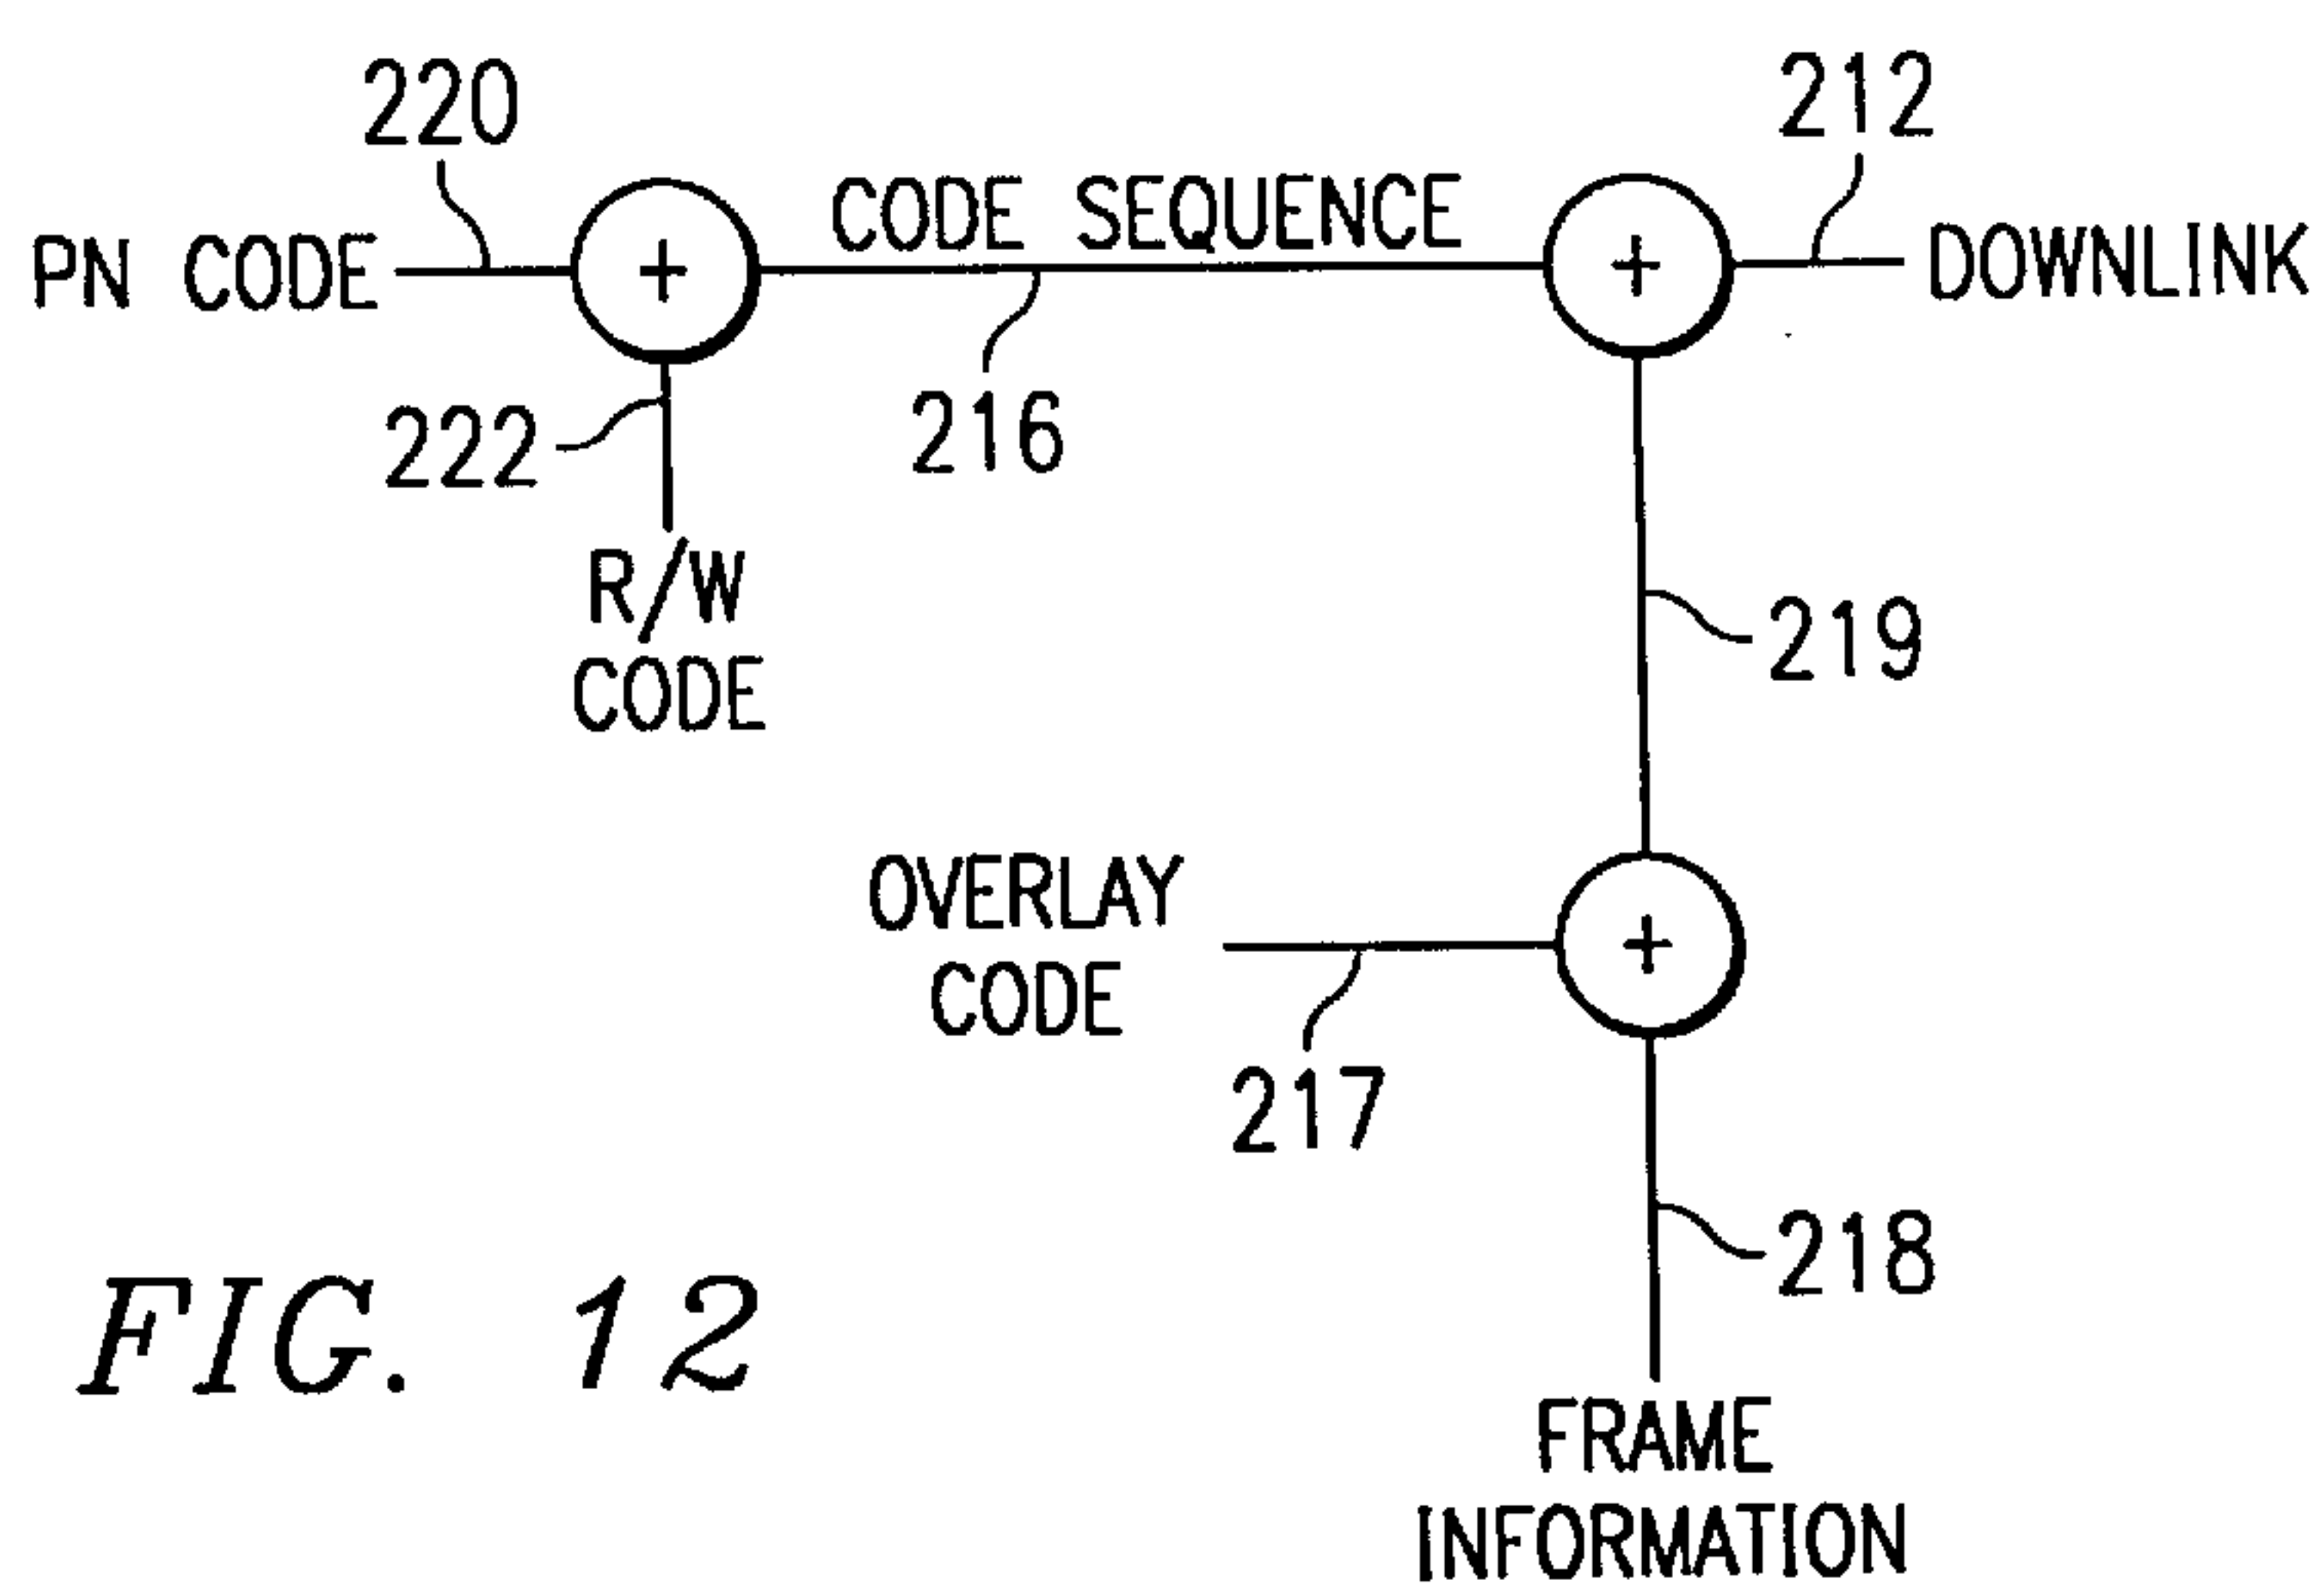 220
212
PN CODE
CODE SEQUENCE
DOWNLINK
+
+
222
216
R/W
CODE
219
OVERLAY
CODE
+
217
218
FRAME
INFORMATION
FIG. 12